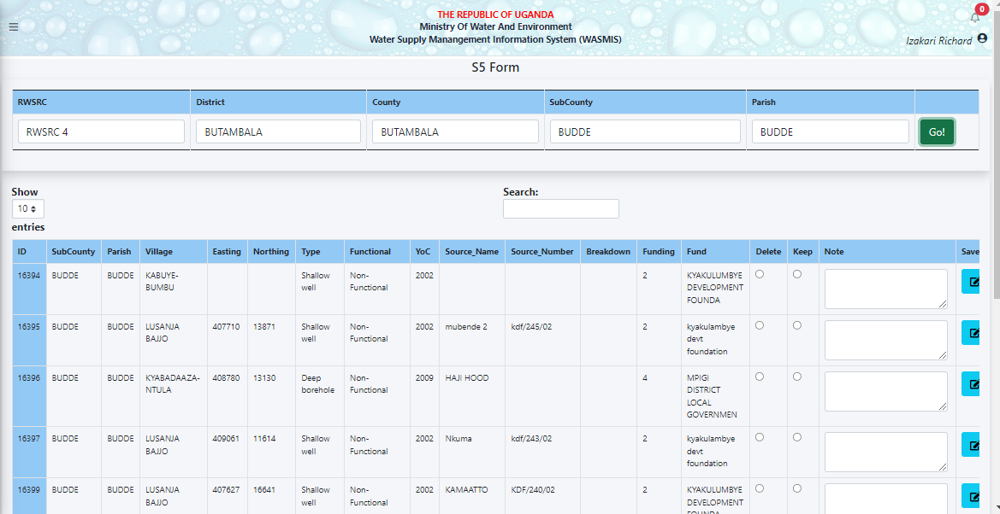 THE REPUBLIC OF UGANDA
0
Ministry Of Water And Environment
Water Supply Manangement Information System (WASMIS)
Izakari Richard
S5 Form
RWSRC District County SubCounty Parish
RWSRC 4 BUTAMBALA BUTAMBALA BUDDE BUDDE Go!
Show Search:
10
entries
ID SubCounty Parish Village Easting Northing Type Functional YoC Source_Name Source_Number Breakdown Funding Fund Delete Keep Note Save
16394 BUDDE BUDDE KABUYE- Shallow Non- 2002 2 KYAKULUMBYE
BUMBU well Functional DEVELOPMENT
FOUNDA
16395 BUDDE BUDDE LUSANJA 407710 13871 Shallow Non- 2002 mubende 2 kdf/245/02 2 kyakulambye
BAJJO well Functional devt
foundation
16396 BUDDE BUDDE KYABADAAZA- 408780 13130 Deep Non- 2009 HAJI HOOD 4 MPIGI
NTULA borehole Functional DISTRICT
LOCAL
GOVERNMEN
16397 BUDDE BUDDE LUSANJA 409061 11614 Shallow Non- 2002 Nkuma kdf/243/02 2 kyakulambye
BAJJO well Functional devt
foundation
16399 BUDDE BUDDE LUSANJA 407627 16641 Shallow Non- 2002 KAMAATTO KDF/240/02 2 KYAKULUMBYE
BAJJO well Functional DEVELOPMENT
FOUNDA